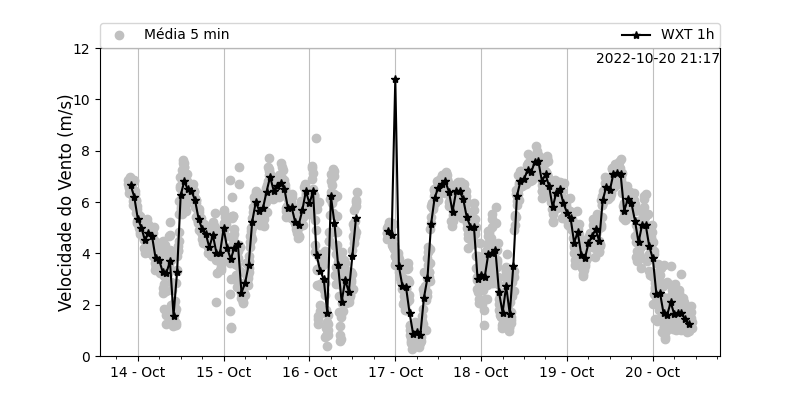 Média 5 min
WXT 1h
2022-10-20 21:17
Velocidade do Vento (m/s)
12
10
8
6
4
2
0
14 - Oct
15 - Oct
16 - Oct
17 - Oct
18 - Oct
19 - Oct
20 - Oct